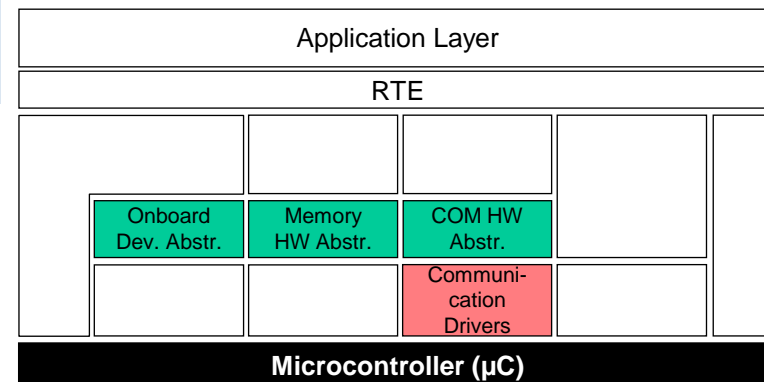 Application Layer
RTE
Onboard
Dev. Abstr.
Memory
HW Abstr.
COM HW
Abstr.
Communi-
cation
Drivers
Microcontroller (µC)